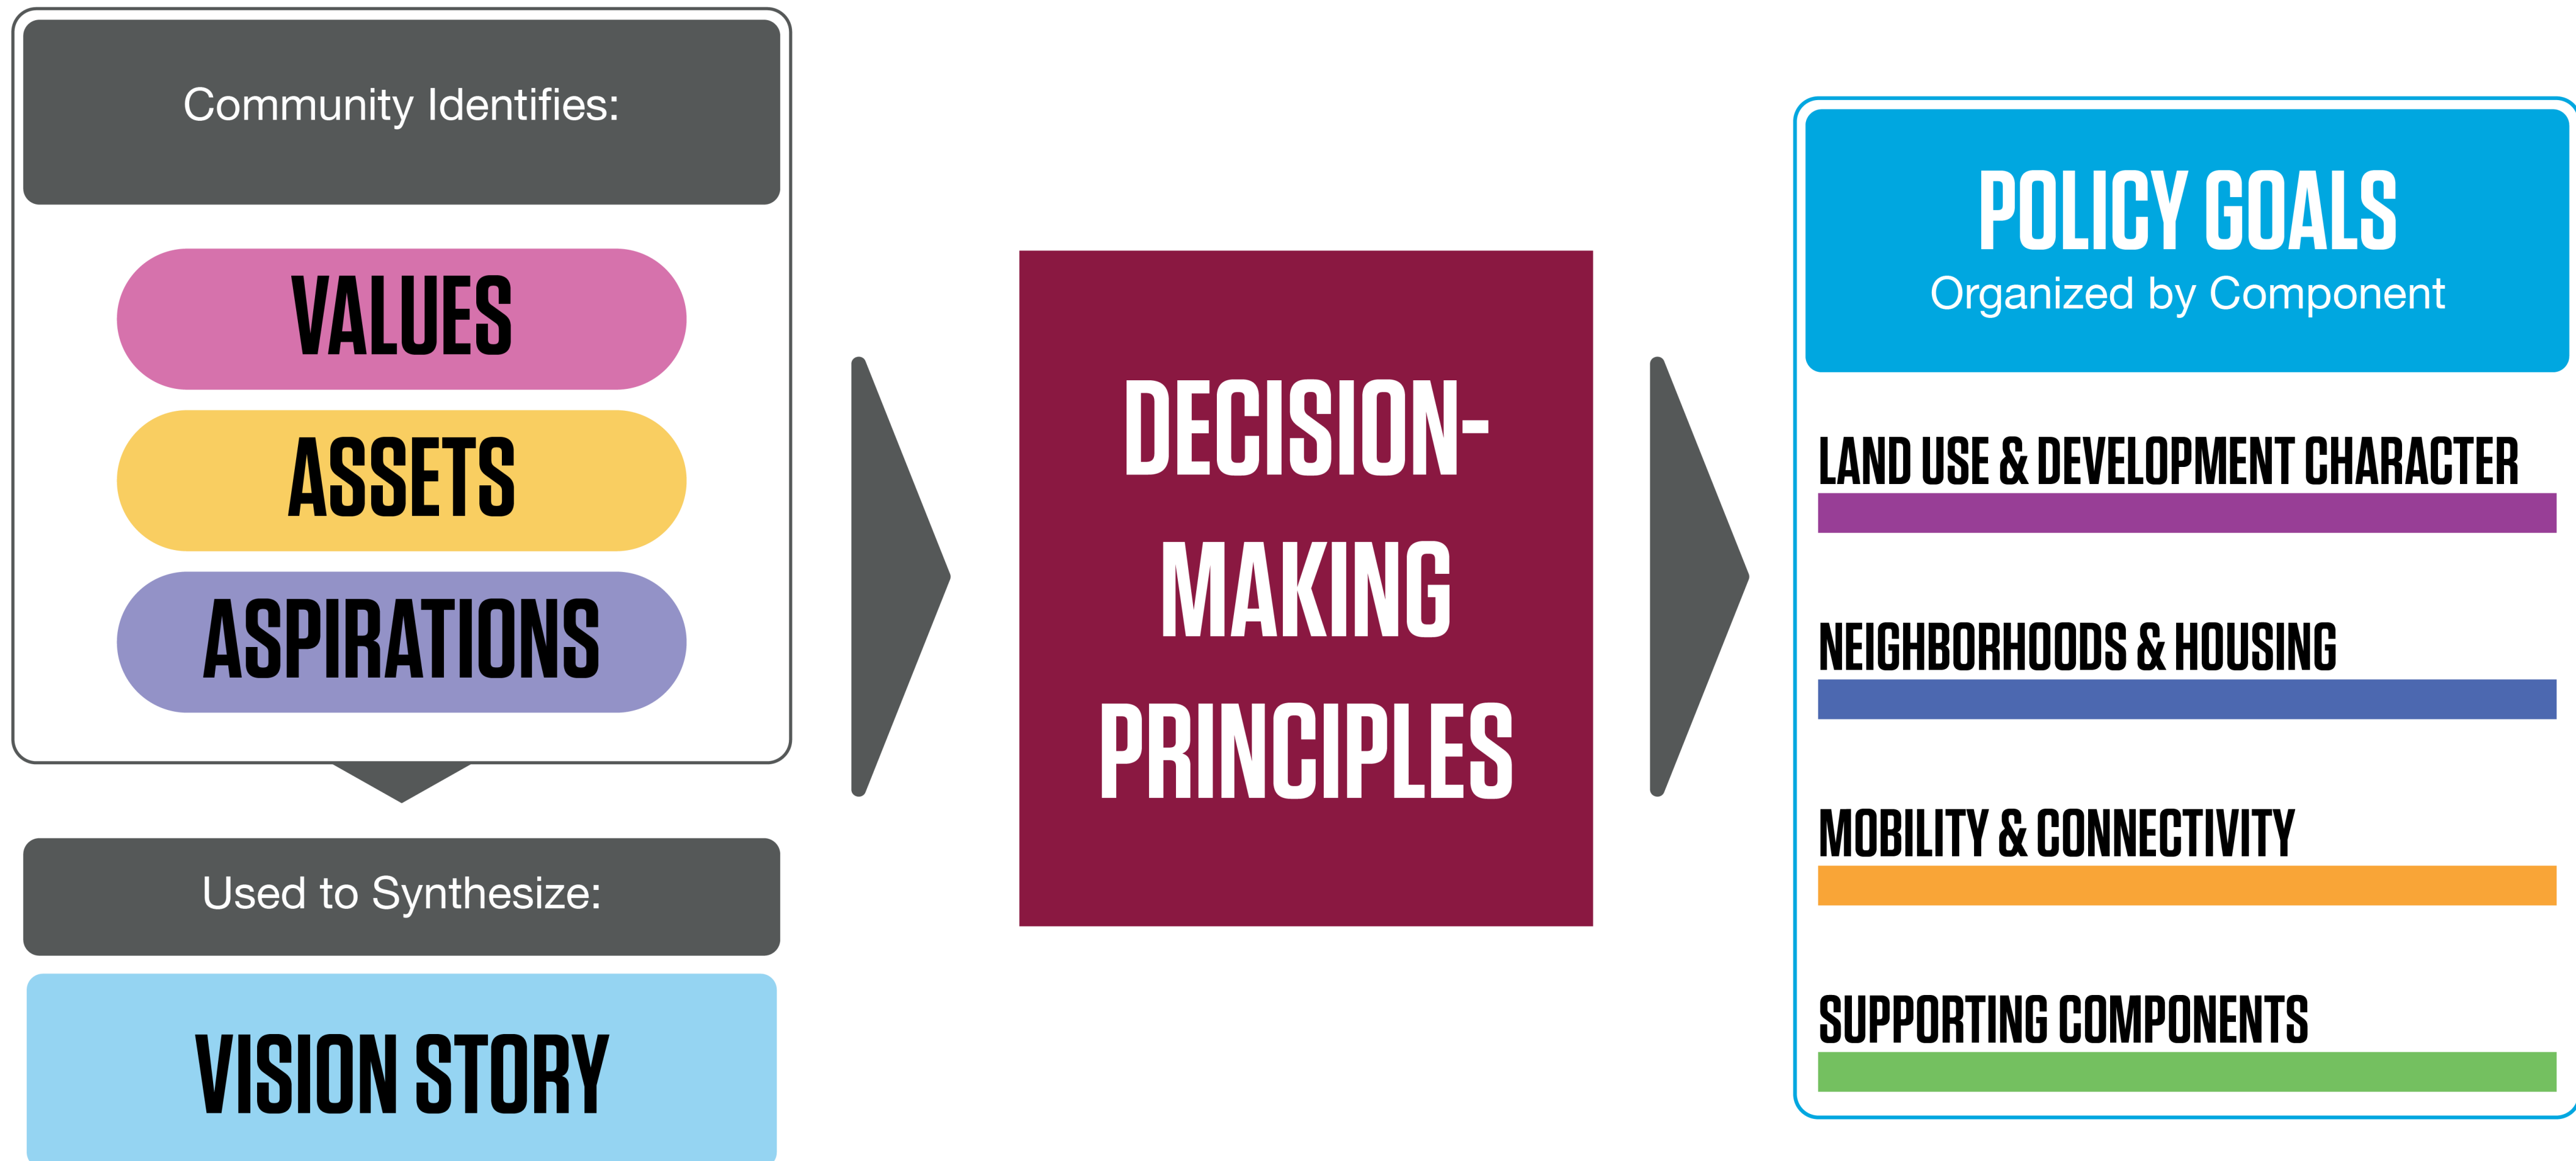 Community Identifies:
VALUES
ASSETS
ASPIRATIONS
Used to Synthesize:
VISION STORY
DECISION-
MAKING
PRINCIPLES
POLICY GOALS
Organized by Component
LAND USE & DEVELOPMENT CHARACTER
NEIGHBORHOODS & HOUSING
MOBILITY & CONNECTIVITY
SUPPORTING COMPONENTS